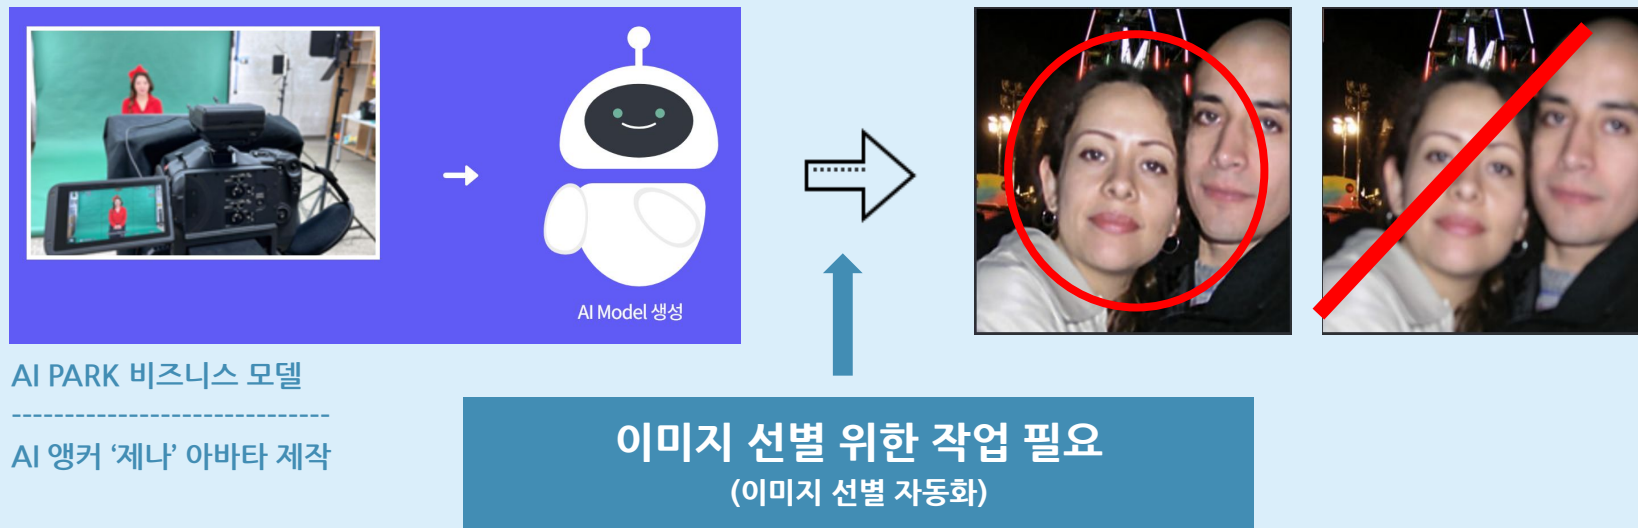 AI Model 생성
AI PARK 비즈니스 모델
------------------------------
AI 앵커 ‘제나’ 아바타 제작
이미지 선별 위한 작업 필요
(이미지 선별 자동화)